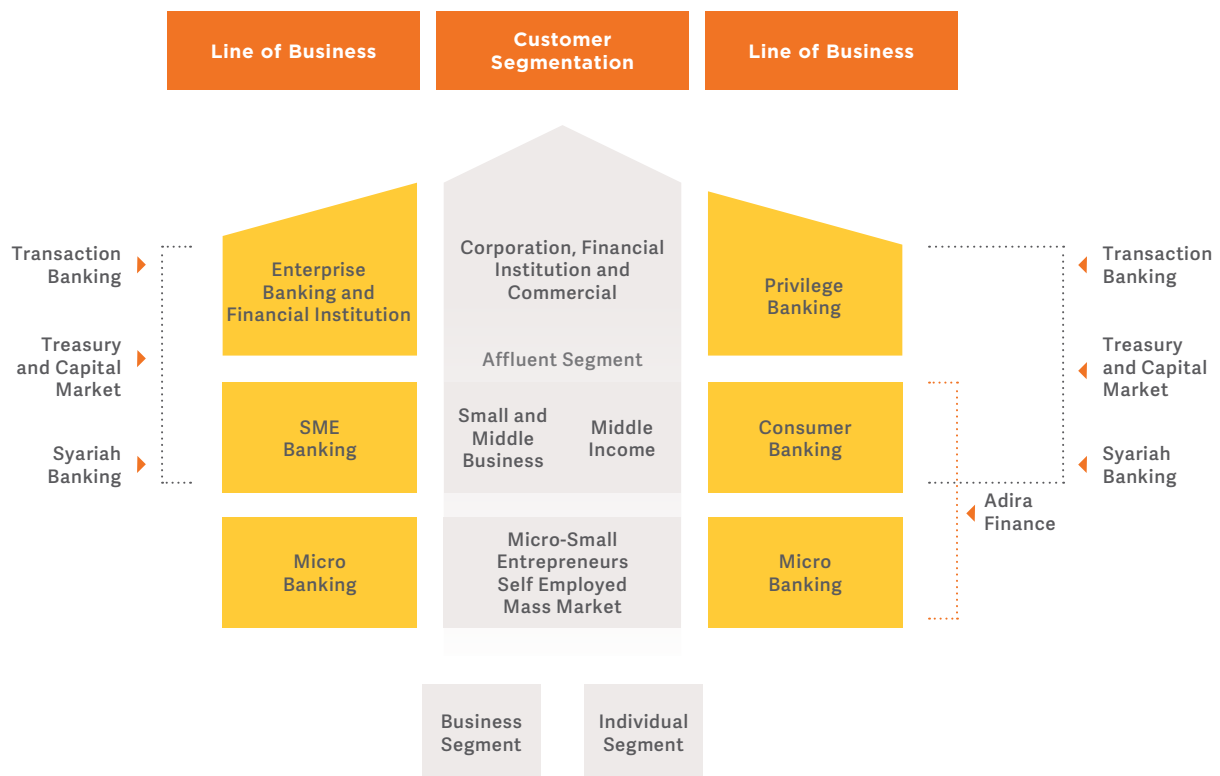 Line of Business
Customer
Segmentation
Line of Business
Transaction
Banking
Treasury
and Capital
Market
Syariah
Banking
Enterprise
Banking and
Financial Institution
SME
Banking
Micro
Banking
Corporation, Financial
Institution and
Commercial
Affluent Segment
Small and
Middle
Business
Middle
Income
Micro-Small
Entrepreneurs
Self Employed
Mass Market
Privilege
Banking
Consumer
Banking
Micro
Banking
Adira
Finance
Transaction
Banking
Treasury
and Capital
Market
Syariah
Banking
Business
Segment
Individual
Segment